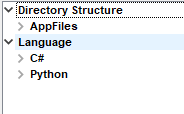 Directory Structure
AppFiles
Language
C#
Python